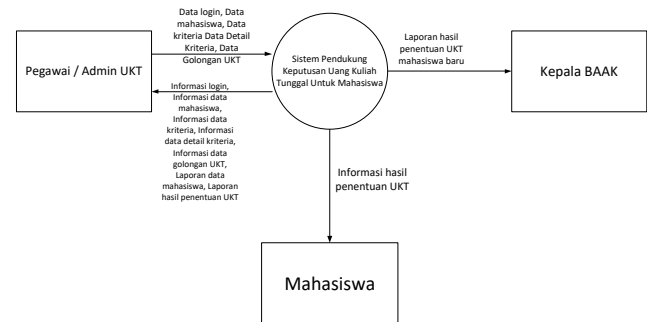 Data login, Data
mahasiswa, Data
kriteria Data Detail
Kriteria, Data
Golongan UKT
Pegawai / Admin UKT
Informasi login,
Informasi data
mahasiswa,
Informasi data
kriteria, Informasi
data detail kriteria,
Informasi data
golongan UKT,
Laporan data
mahasiswa, Laporan
hasil penentuan UKT
Sistem Pendukung
Keputusan Uang Kuliah
Tunggal Untuk Mahasiswa
Laporan hasil
penentuan UKT
mahasiswa baru
Kepala BAAK
Informasi hasil
penentuan UKT
Mahasiswa